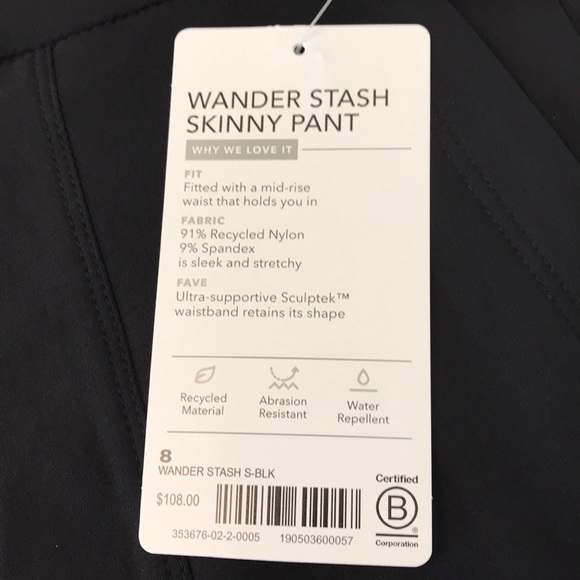 WANDER STASH
SKINNY PANT
WHY WE LOVE IT
FIT
Fitted with a mid-rise
waist that holds you in
FABRIC
91% Recycled Nylon
9% Spandex
is sleek and stretchy
FAVE
Ultra-supportive Sculptek™
waistband retains its shape
Recycled
Material
Abrasion
Resistant
Water
Repellent
8
WANDER STASH S-BLK
$108.00
353676-02-2-0005
190503600057
Certified
B
®
Corporation